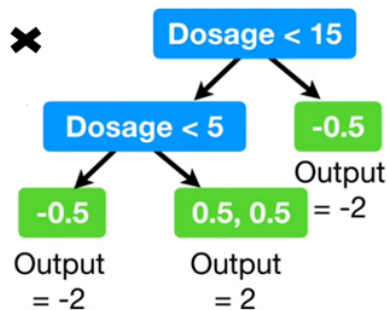 Dosage < 15
Dosage < 5
-0.5
Output
= -2
-0.5
Output
= -2
0.5, 0.5
Output
= 2